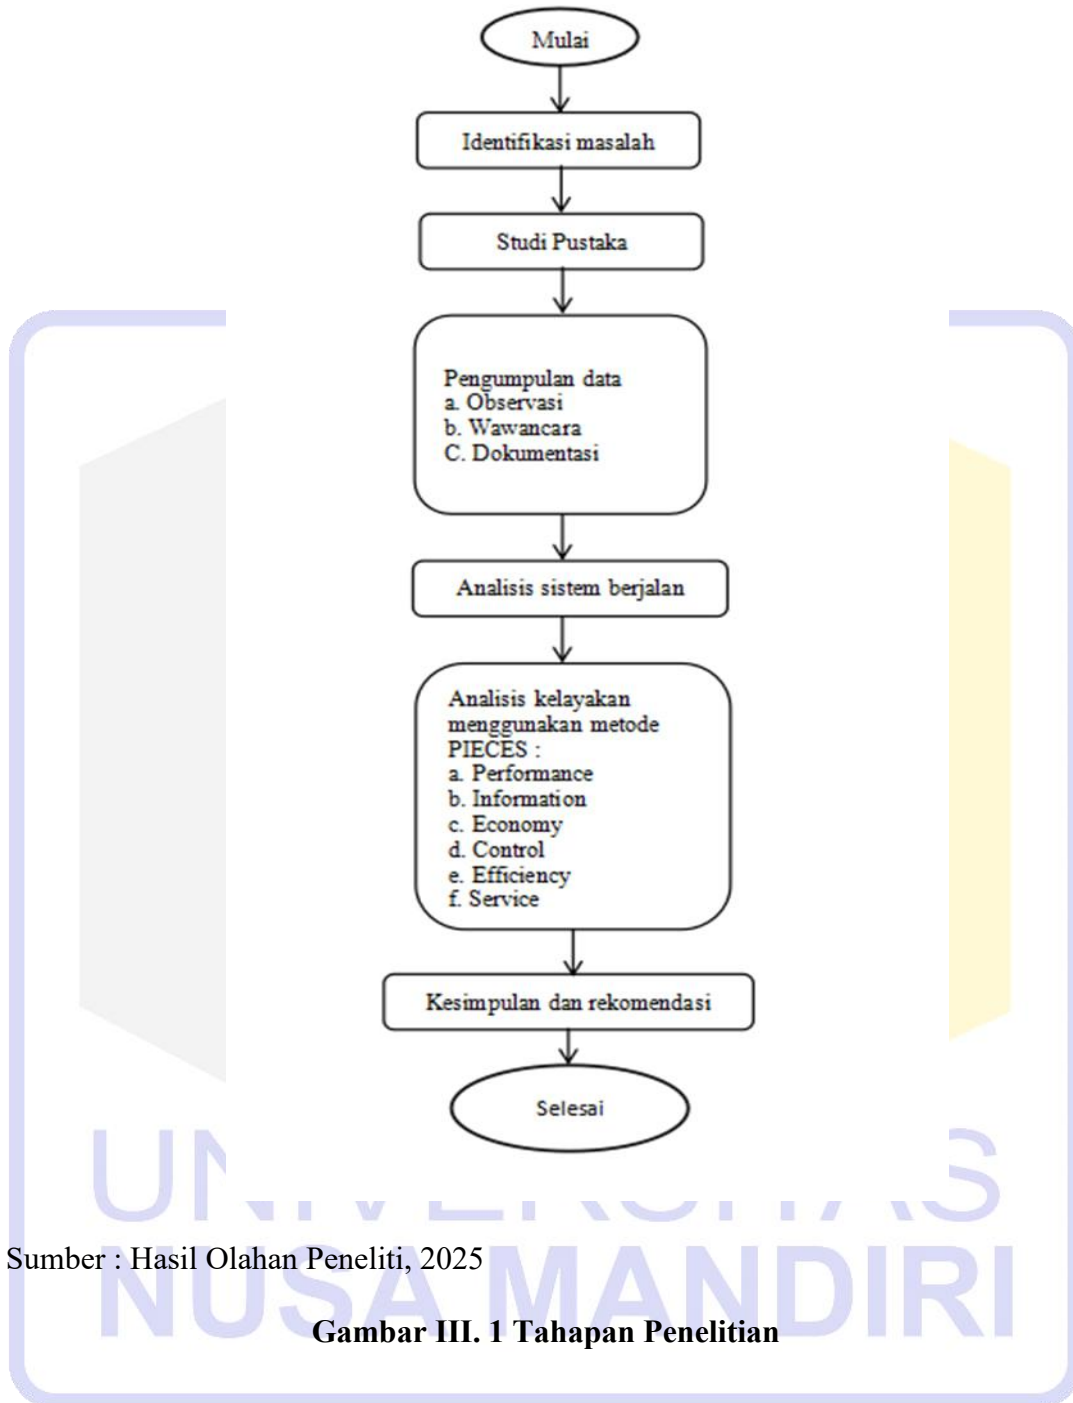 Mulai
Identifikasi masalah
Studi Pustaka
Pengumpulan data
a. Observasi
b. Wawancara
C. Dokumentasi
Analisis sistem berjalan
Analisis kelayakan
menggunakan metode
PIECES :
a. Performance
b. Information
c. Economy
d. Control
e. Efficiency
f. Service
Kesimpulan dan rekomendasi
Selesai
UNIVERSITAS
Sumber : Hasil Olahan Peneliti, 2025
NUSA MANDIRI
Gambar III. 1 Tahapan Penelitian